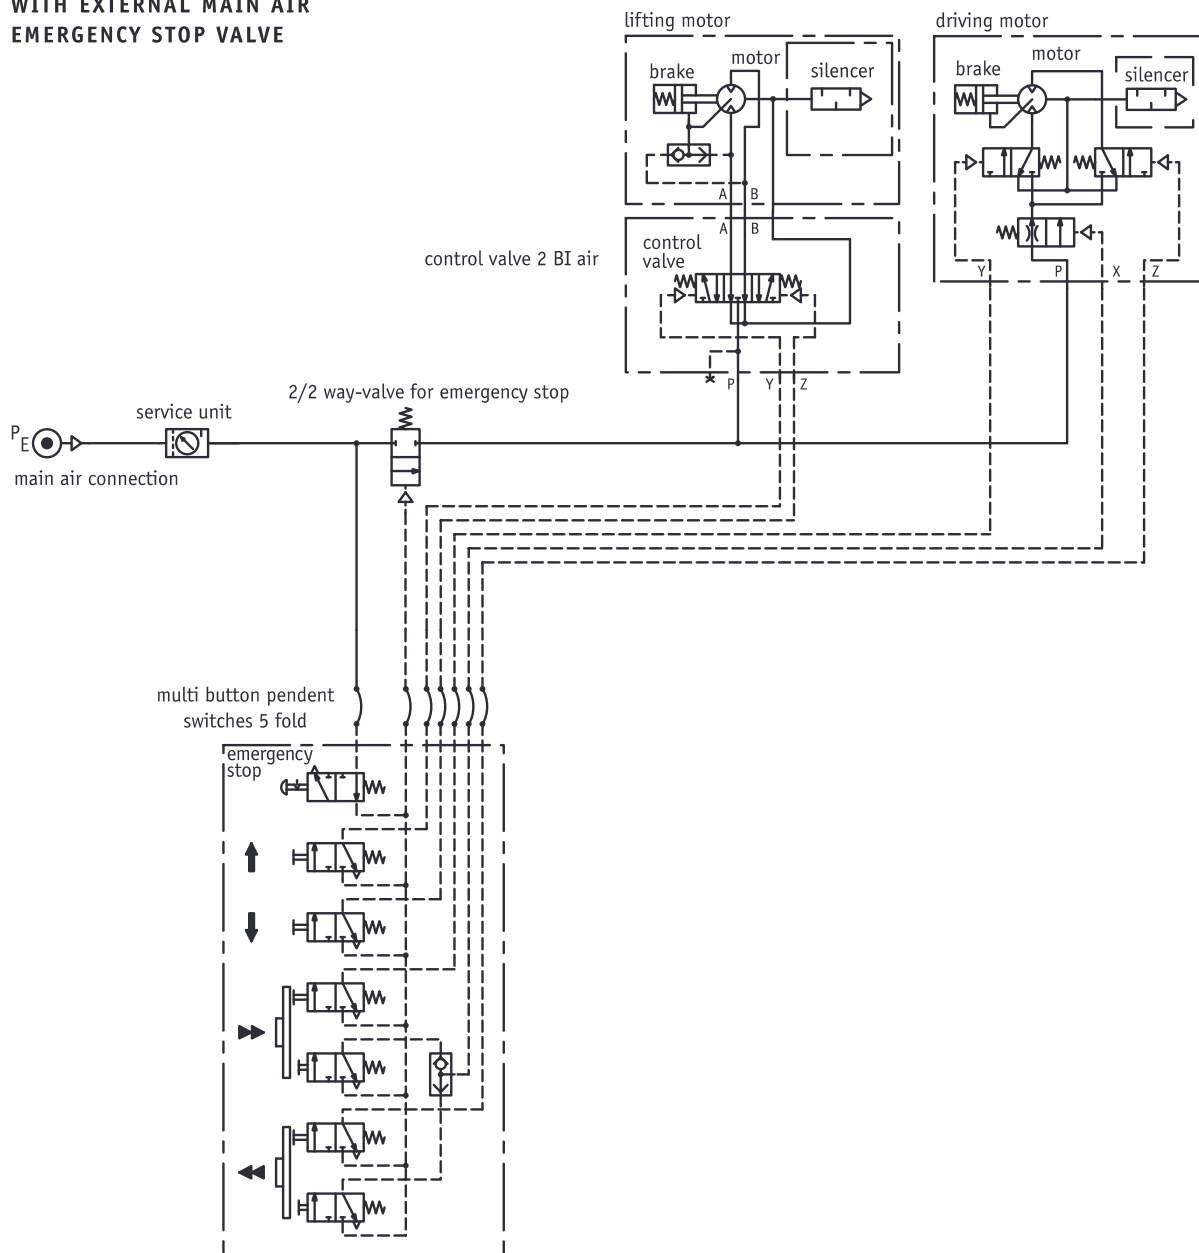 WITH EXTERNAL MAIN AIR
EMERGENCY STOP VALVE
lifting motor
driving motor
brake
motor
silencer
brake
motor
silencer
A B
A B
control
valve
control valve 2 BI air
Y
P
X
Z
P
Y
Z
2/2 way-valve for emergency stop
service unit
PE
main air connection
multi button pendent
switches 5 fold
emergency
stop